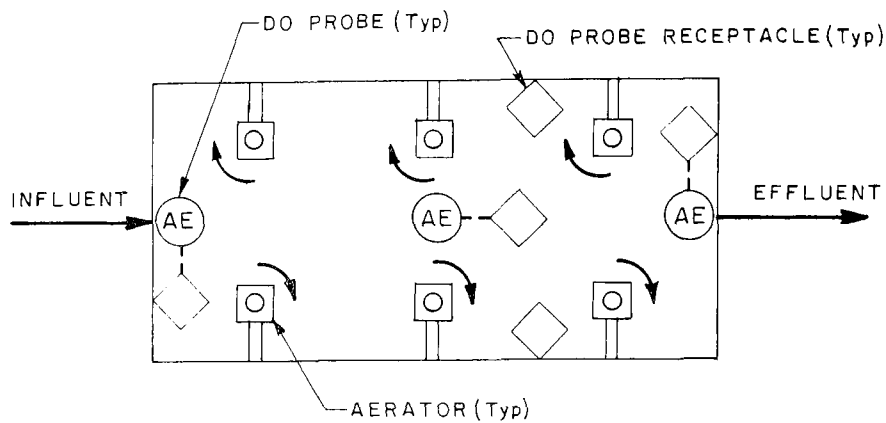 DO PROBE (Typ)
DO PROBE RECEPTACLE (Typ)
INFLUENT
AE
AE
AE
EFFLUENT
AERATOR (Typ)